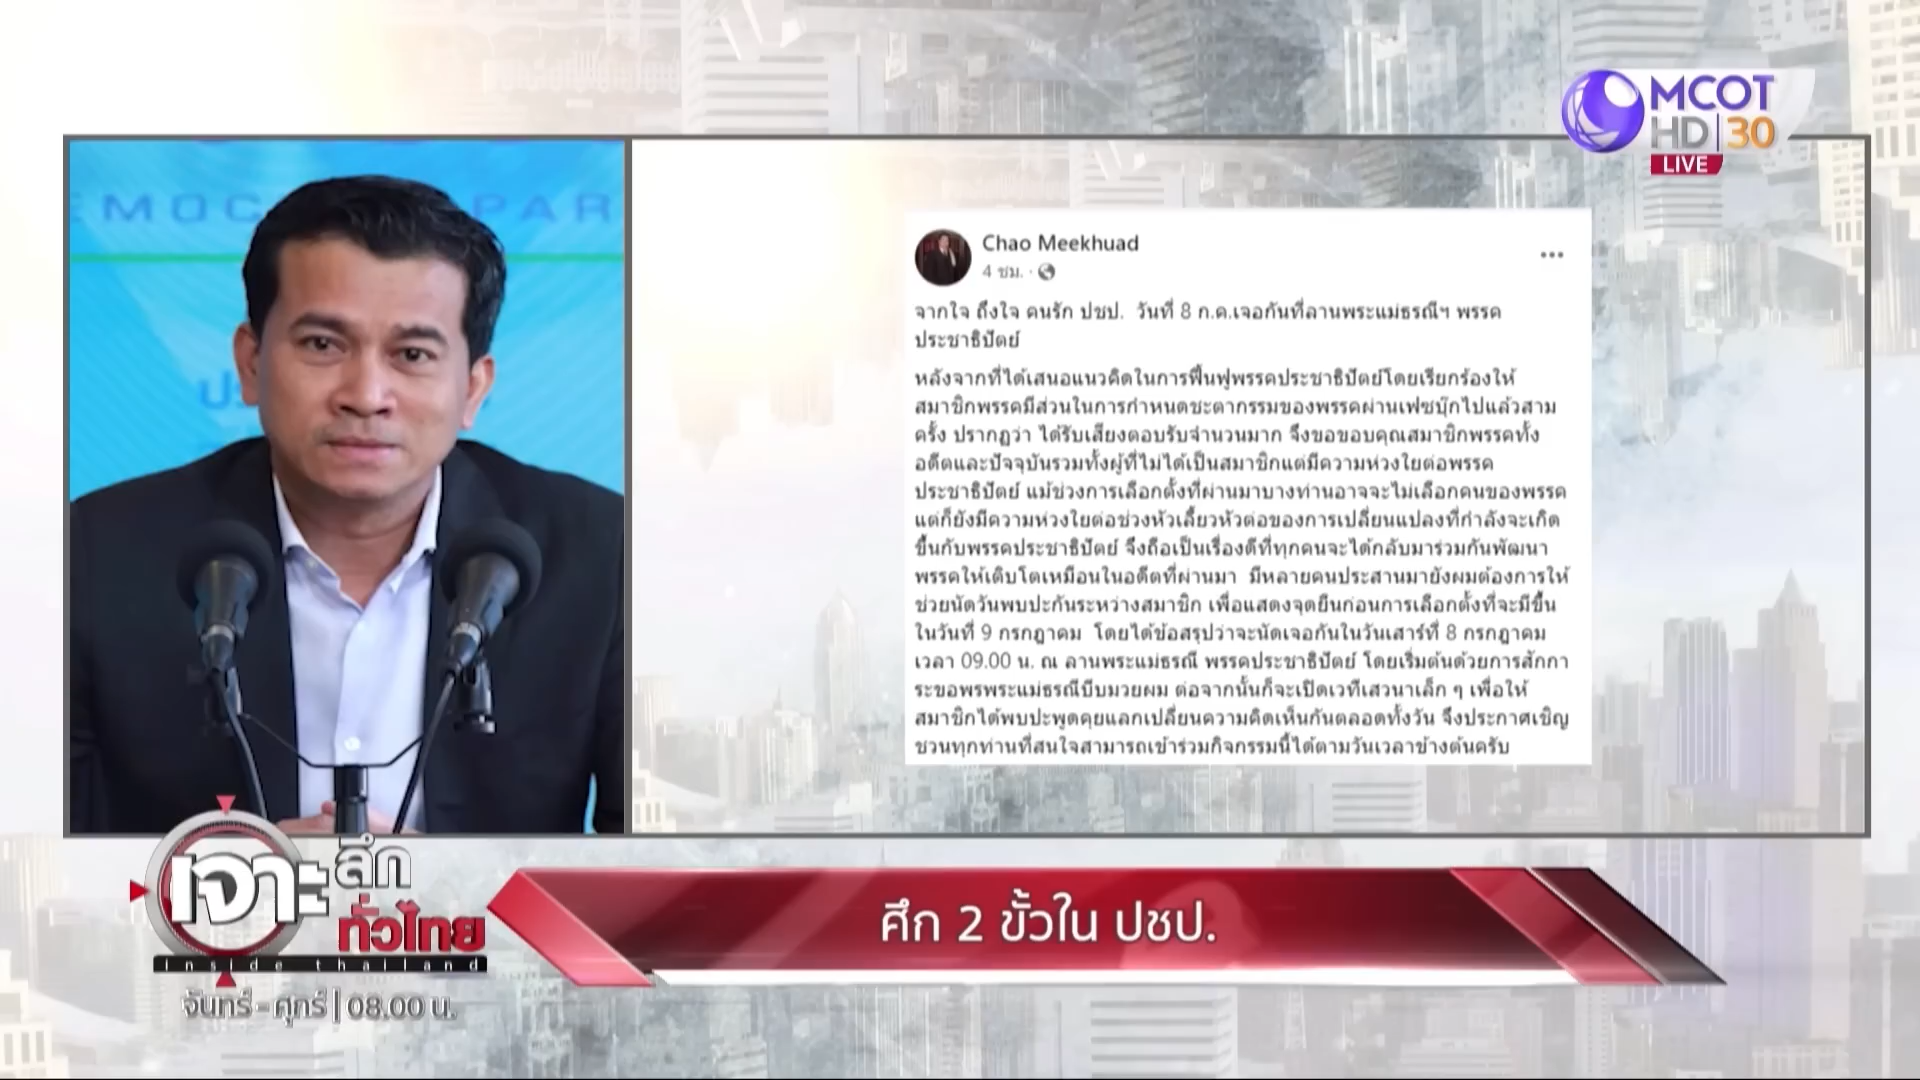 MCOT
HD 30
LIVE
EMOC PAR
ปร
Chao Meekhuad
4 ชม. ·
จากใจ ถึงใจ คนรัก ปชป. วันที่ 8 ก.ค.เจอกันที่ลานพระแม่ธรณีฯ พรรค
ประชาธิปัตย์
หลังจากที่ได้เสนอแนวคิดในการฟื้นฟูพรรคประชาธิปัตย์โดยเรียกร้องให้
สมาชิกพรรคมีส่วนในการกำหนดชะตากรรมของพรรคผ่านเฟซบุ๊กไปแล้วสาม
ครั้ง ปรากฏว่า ได้รับเสียงตอบรับจำนวนมาก จึงขอขอบคุณสมาชิกพรรคทั้ง
อดีตและปัจจุบันรวมทั้งผู้ที่ไม่ได้เป็นสมาชิกแต่มีความห่วงใยต่อพรรค
ประชาธิปัตย์ แม้ช่วงการเลือกตั้งที่ผ่านมาบางท่านอาจจะไม่เลือกคนของพรรค
แต่ก็ยังมีความห่วงใยต่อช่วงหัวเลี้ยวหัวต่อของการเปลี่ยนแปลงที่กำลังจะเกิด
ขึ้นกับพรรคประชาธิปัตย์ จึงถือเป็นเรื่องดีที่ทุกคนจะได้กลับมาร่วมกันพัฒนา
พรรคให้เติบโตเหมือนในอดีตที่ผ่านมา มีหลายคนประสานมายังผมต้องการให้
ช่วยนัดวันพบปะกันระหว่างสมาชิก เพื่อแสดงจุดยืนก่อนการเลือกตั้งที่จะมีขึ้น
ในวันที่ 9 กรกฎาคม โดยได้ข้อสรุปว่าจะนัดเจอกันในวันเสาร์ที่ 8 กรกฎาคม
เวลา 09.00 น. ณ ลานพระแม่ธรณี พรรคประชาธิปัตย์ โดยเริ่มต้นด้วยการสักกา
ระขอพรพระแม่ธรณีบีบมวยผม ต่อจากนั้นก็จะเปิดเวทีเสวนาเล็ก ๆ เพื่อให้
สมาชิกได้พบปะพูดคุยแลกเปลี่ยนความคิดเห็นกันตลอดทั้งวัน จึงประกาศเชิญ
ชวนทุกท่านที่สนใจสามารถเข้าร่วมกิจกรรมนี้ได้ตามวันเวลาข้างต้นครับ
เจาะลึก
ทั่วไทย
inside thailand
จันทร์ - ศุกร์ | 08.00 น.
ศึก 2 ขั้วใน ปชป.